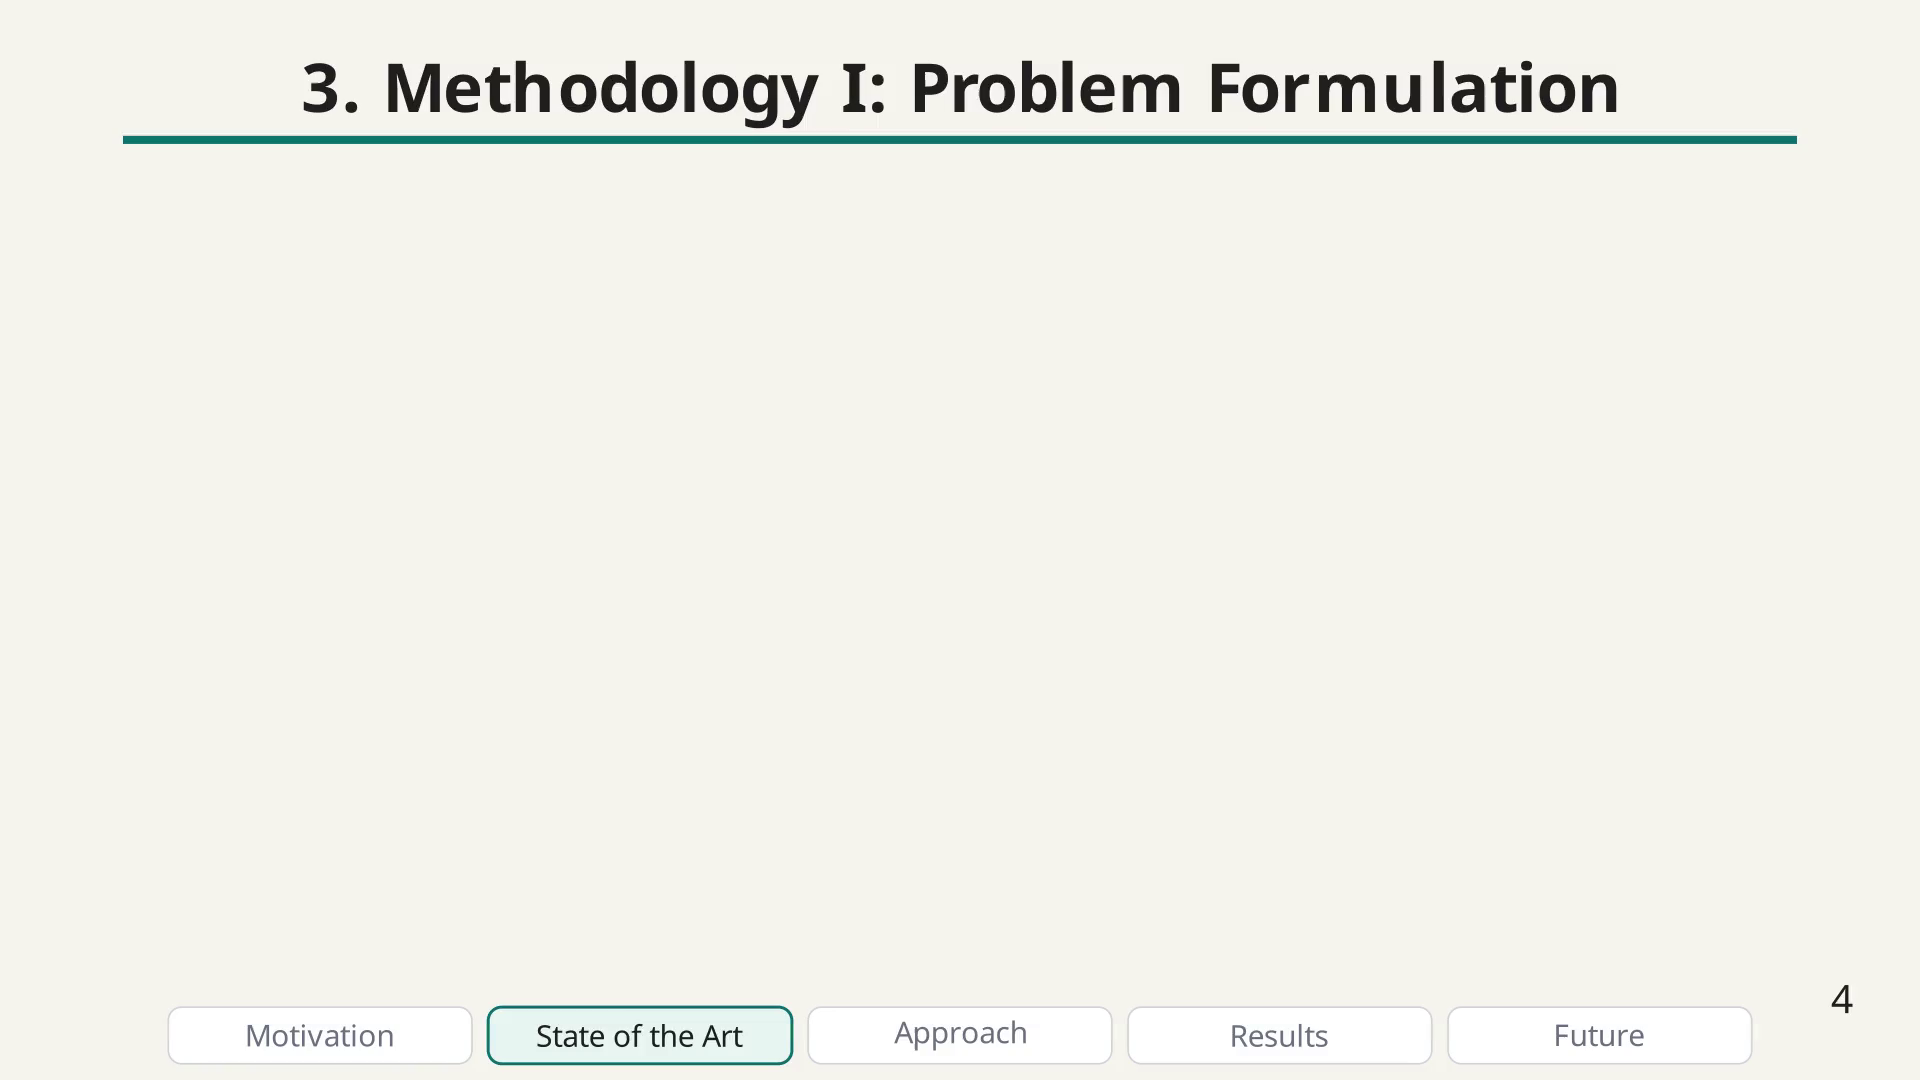 3. Methodology I: Problem Formulation
4
Motivation
State of the Art
Approach
Results
Future